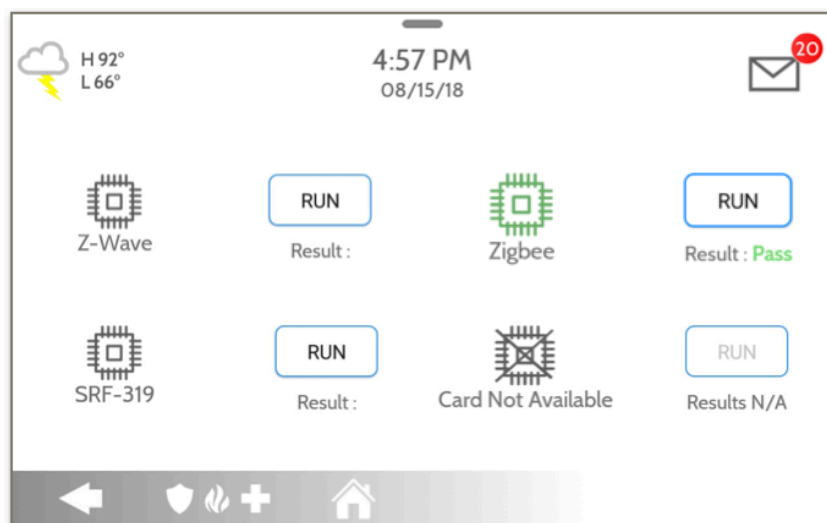 H 92°
L 66°
4:57 PM
08/15/18
20
Z-Wave
RUN
Result :
Zigbee
RUN
Result : Pass
SRF-319
RUN
Result :
Card Not Available
RUN
Results N/A